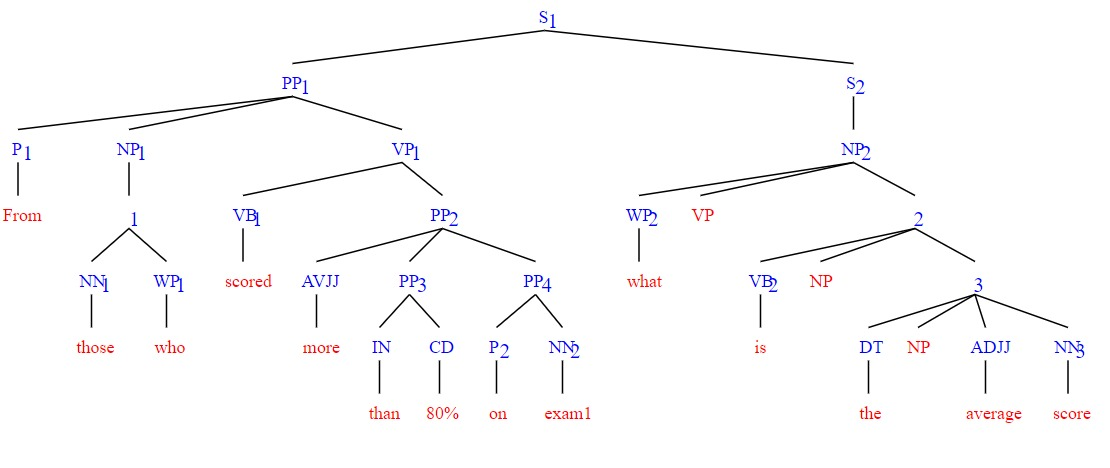 S1
PP1 S2
P1 NP1 VP1 NP2
From 1 VB1 PP2 WP2 VP 2
NN1 WP1 scored AVJJ PP3 PP4 what VB2 NP 3
those who more IN CD P2 NN2 is DT NP ADJJ NN3
than 80% on exam1 the average score